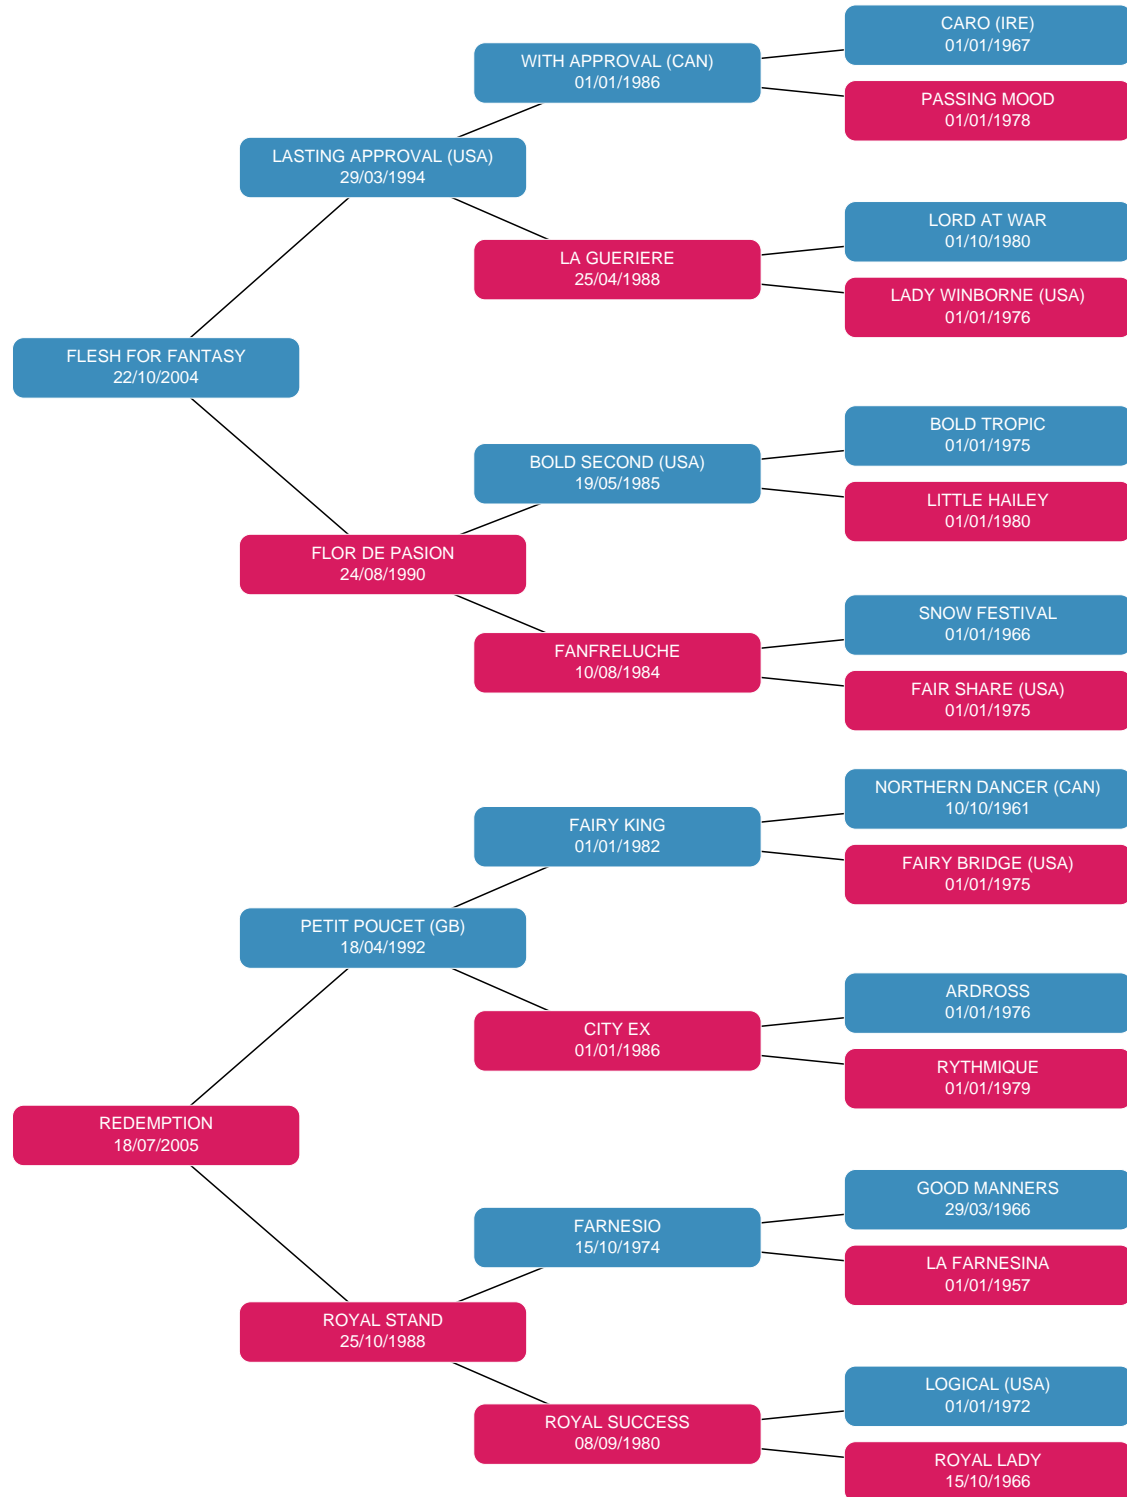 CARO (IRE)
01/01/1967
WITH APPROVAL (CAN)
01/01/1986
PASSING MOOD
01/01/1978
LASTING APPROVAL (USA)
29/03/1994
LORD AT WAR
01/10/1980
LA GUERIERE
25/04/1988
LADY WINBORNE (USA)
01/01/1976
FLESH FOR FANTASY
22/10/2004
BOLD TROPIC
01/01/1975
BOLD SECOND (USA)
19/05/1985
LITTLE HAILEY
01/01/1980
FLOR DE PASION
24/08/1990
SNOW FESTIVAL
01/01/1966
FANFRELUCHE
10/08/1984
FAIR SHARE (USA)
01/01/1975
NORTHERN DANCER (CAN)
10/10/1961
FAIRY KING
01/01/1982
FAIRY BRIDGE (USA)
01/01/1975
PETIT POUCET (GB)
18/04/1992
ARDROSS
01/01/1976
CITY EX
01/01/1986
RYTHMIQUE
01/01/1979
REDEMPTION
18/07/2005
GOOD MANNERS
29/03/1966
FARNESIO
15/10/1974
LA FARNESINA
01/01/1957
ROYAL STAND
25/10/1988
LOGICAL (USA)
01/01/1972
ROYAL SUCCESS
08/09/1980
ROYAL LADY
15/10/1966